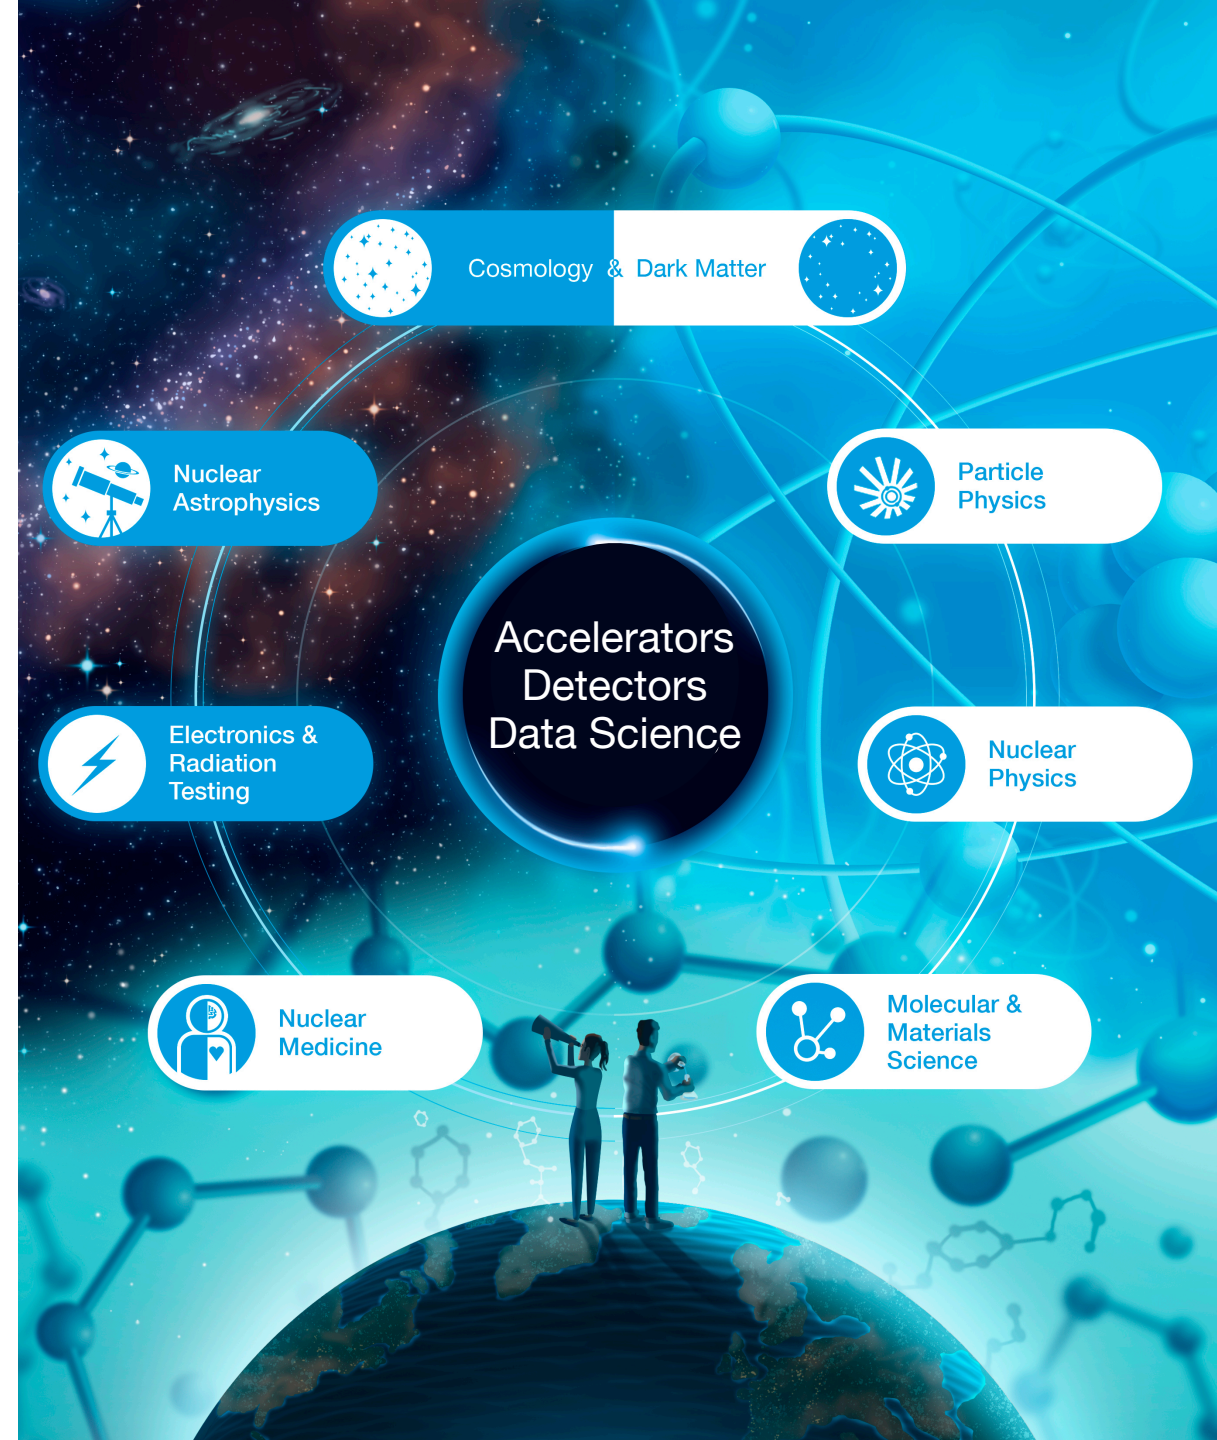 Cosmology & Dark Matter
Nuclear
Astrophysics
Particle
Physics
Accelerators
Detectors
Data Science
Electronics &
Radiation
Testing
Nuclear
Physics
Nuclear
Medicine
Molecular &
Materials
Science